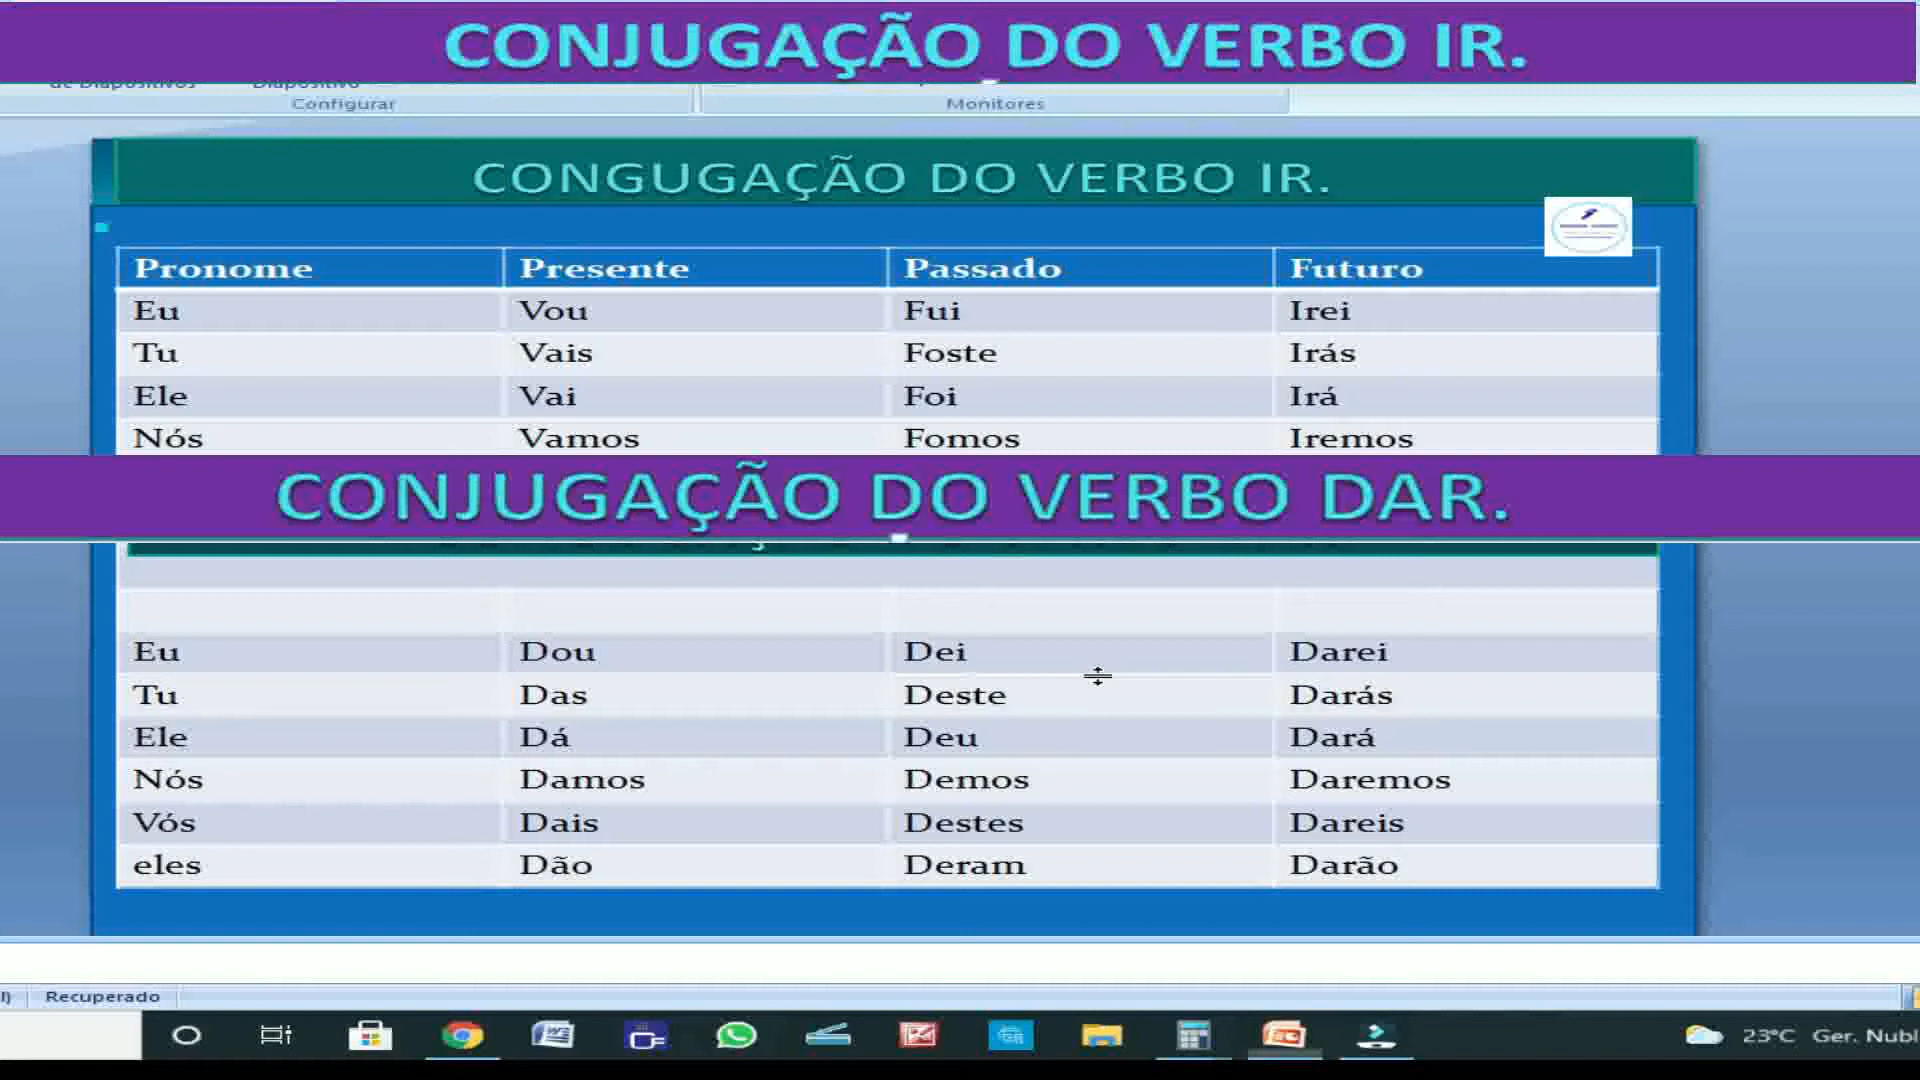 CONJUGAÇÃO DO VERBO IR.
de Diapositivos Diapositivo
Configurar Monitores
CONGUGAÇÃO DO VERBO IR.
Pronome Presente Passado Futuro
Eu Vou Fui Irei
Tu Vais Foste Irás
Ele Vai Foi Irá
Nós Vamos Fomos Iremos
CONJUGAÇÃO DO VERBO DAR.
Eu Dou Dei Darei
Tu Das Deste Darás
Ele Dá Deu Dará
Nós Damos Demos Daremos
Vós Dais Destes Dareis
eles Dão Deram Darão
Recuperado
23°C Ger. Nubl